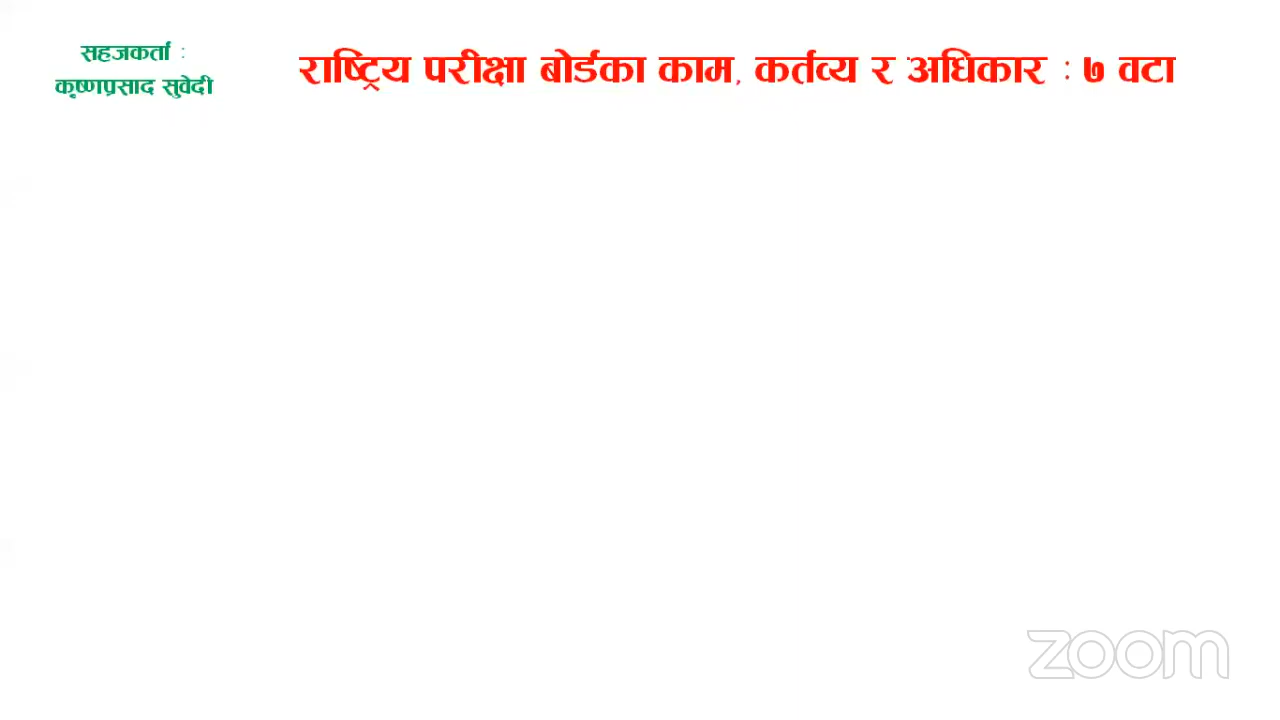 सहजकर्ता :
कृष्णप्रसाद सुवेदी
राष्ट्रिय परीक्षा बोर्डका काम, कर्तव्य र अधिकार : ७ वटा
zoom